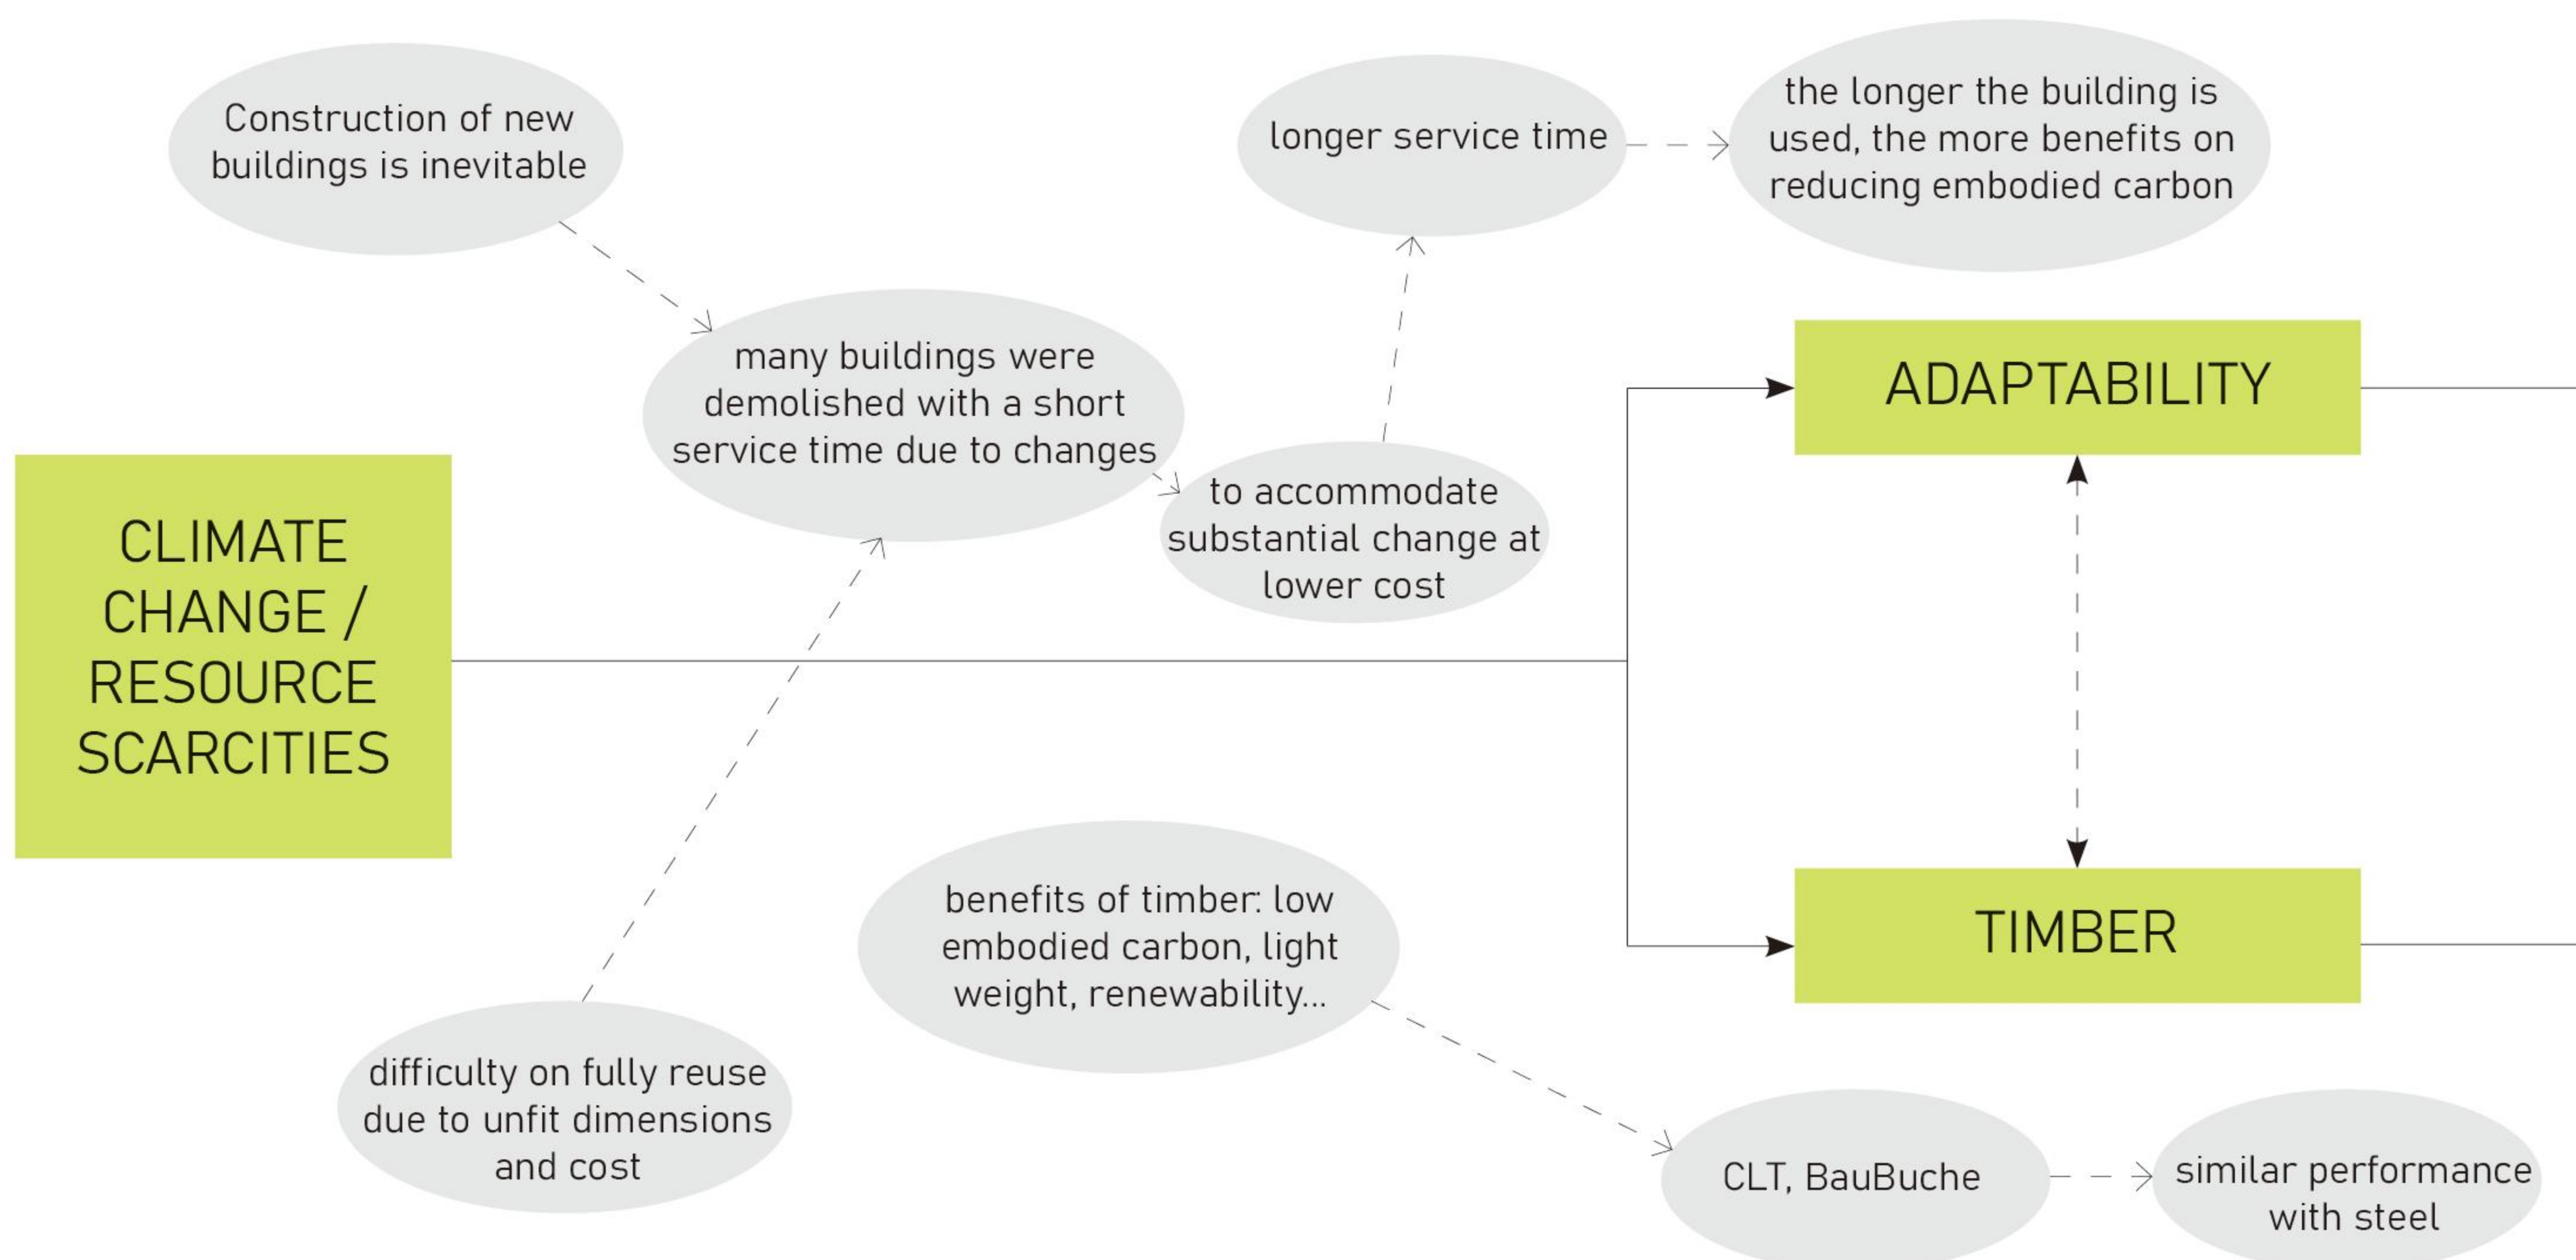 Construction of new
buildings is inevitable
longer service time
the longer the building is
used, the more benefits on
reducing embodied carbon
many buildings were
demolished with a short
service time due to changes
ADAPTABILITY
to accommodate
substantial change at
lower cost
CLIMATE
CHANGE /
RESOURCE
SCARCITIES
benefits of timber: low
embodied carbon, light
weight, renewability...
TIMBER
difficulty on fully reuse
due to unfit dimensions
and cost
CLT, BauBuche
similar performance
with steel